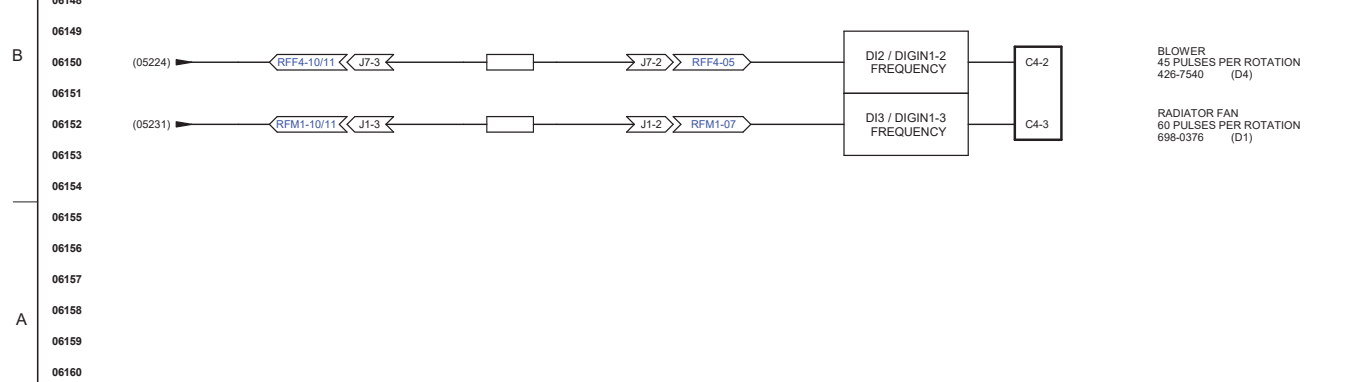 06148
06149
B
06150 (05224) RFF4-10/11 J7-3 J7-2 RFF4-05
DI2 / DIGIN1-2
FREQUENCY
C4-2
BLOWER
45 PULSES PER ROTATION
426-7540 (D4)
06151
06152 (05231) RFM1-10/11 J1-3 J1-2 RFM1-07
DI3 / DIGIN1-3
FREQUENCY
C4-3
RADIATOR FAN
60 PULSES PER ROTATION
698-0376 (D1)
06153
06154
06155
06156
06157
06158
A
06159
06160